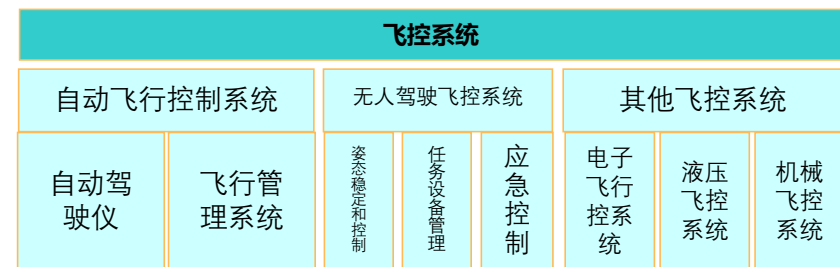 飞控系统
自动飞行控制系统
无人驾驶飞控系统
其他飞控系统
自动驾
驶仪
飞行管
理系统
姿态稳定和控制
任务设备管理
应急控制
电子
飞行
控系
统
液压
飞控
系统
机械
飞控
系统